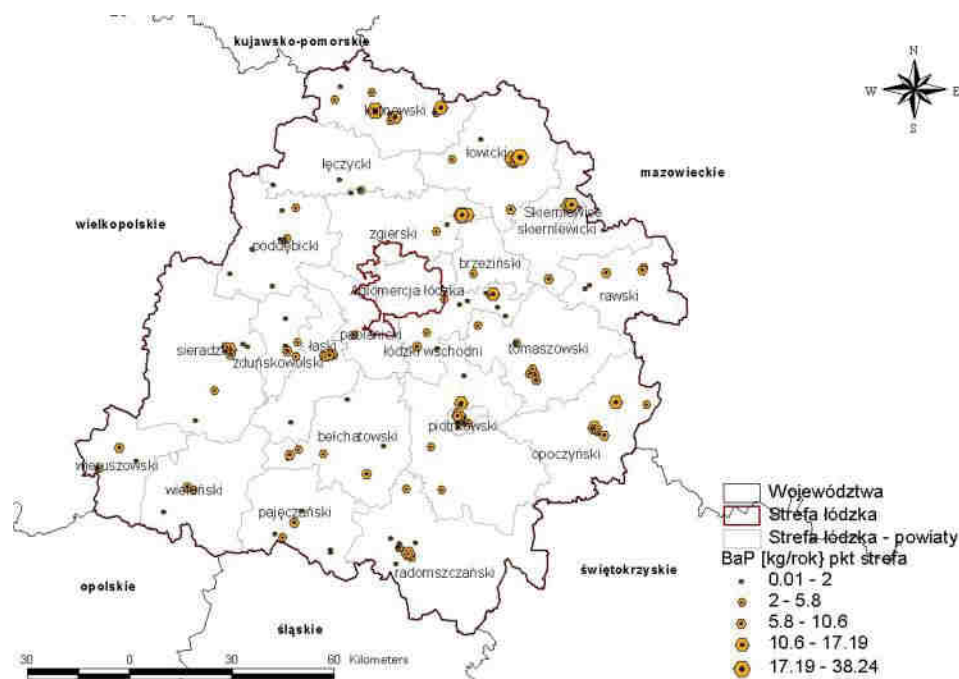 kujawsko-pomorskie
N
W E
S
łowicki
łęczycki
mazowieckie
Skierniewice
skierniewicki
wielkopolskie
zgierski
poddębicki
brzeziński
Aglomercja łódzka
rawski
pabianicki
sieradzki
łaski
zduńskowolski
łódzki wschodni
tomaszowski
piotrkowski
bełchatowski
opoczyński
wieruszowski
wieluński
pajęczański
radomszczański
opolskie
śląskie
świętokrzyskie
Województwa
Strefa łódzka
Strefa łódzka - powiaty
BaP [kg/rok} pkt strefa
0.01 - 2
2 - 5.8
5.8 - 10.6
10.6 - 17.19
17.19 - 38.24
30 0 30 60 Kilometers